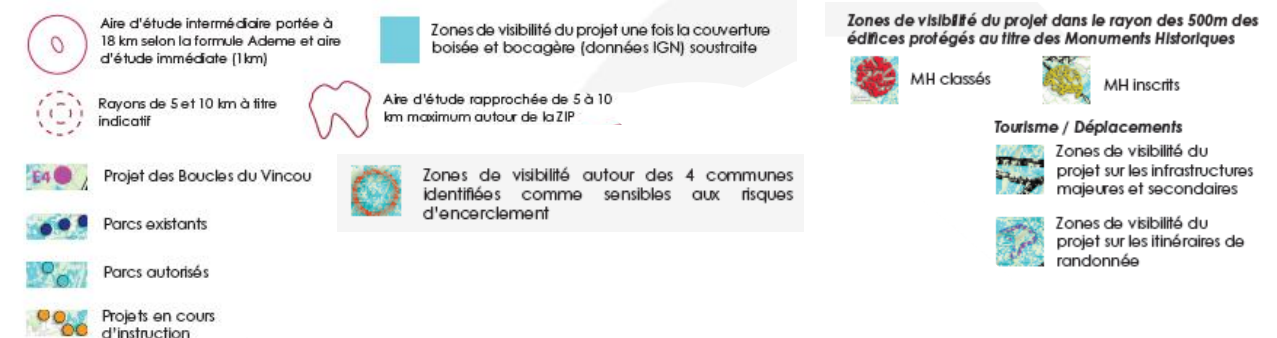 Aire d'étude intermédiaire portée à
18 km selon la formule Ademe et aire
d'étude immédiate (1km)
Zones de visibilité du projet une fois la couverture
boisée et bocagère (données IGN) soustraite
Rayons de 5 et 10 km à titre
indicatif
Aire d'étude rapprochée de 5 à 10
km maximum autour de la ZIP
E4
Projet des Boucles du Vincou
Zones de visibilité autour des 4 communes
identifiées comme sensibles aux risques
d'encerclement
Parcs existants
Parcs autorisés
Projets en cours
d'instruction
Zones de visibilité du projet dans le rayon des 500m des
édifices protégés au titre des Monuments Historiques
MH classés
MH inscrits
Tourisme / Déplacements
Zones de visibilité du
projet sur les infrastructures
majeures et secondaires
Zones de visibilité du
projet sur les itinéraires de
randonnée